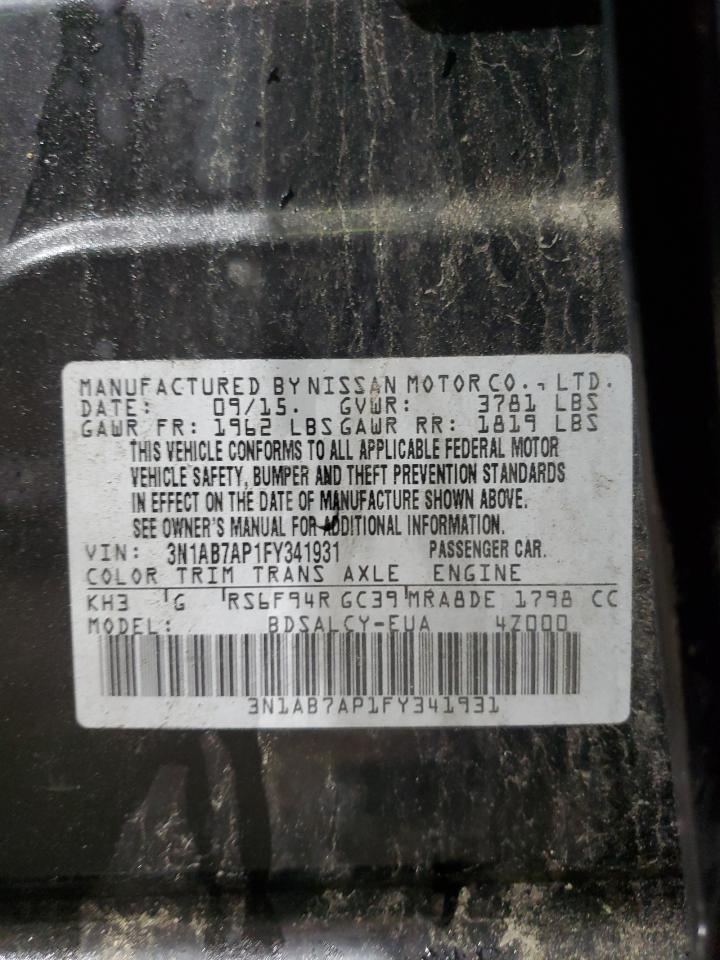 MANUFACTURED BY NISSAN MOTOR CO., LTD.
DATE: 09/15. GVWR: 3781 LBS
GAWR FR: 1962 LBS GAWR RR: 1819 LBS
THIS VEHICLE CONFORMS TO ALL APPLICABLE FEDERAL MOTOR
VEHICLE SAFETY, BUMPER AND THEFT PREVENTION STANDARDS
IN EFFECT ON THE DATE OF MANUFACTURE SHOWN ABOVE.
SEE OWNER'S MANUAL FOR ADDITIONAL INFORMATION.
VIN: 3N1AB7AP1FY341931 PASSENGER CAR.
COLOR TRIM TRANS AXLE ENGINE
KH3 G RS6F94R GC39 MRA8DE 1798 CC
MODEL: BDSALCY-EUA 4Z000
3N1AB7AP1FY341931